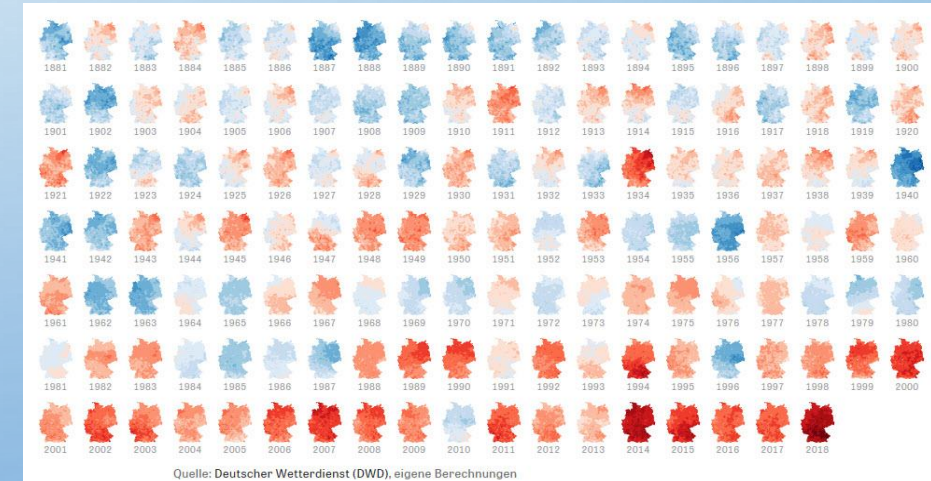 1881 1882 1883 1884 1885 1886 1887 1888 1889 1890 1891 1892 1893 1894 1895 1896 1897 1898 1899 1900
1901 1902 1903 1904 1905 1906 1907 1908 1909 1910 1911 1912 1913 1914 1915 1916 1917 1918 1919 1920
1921 1922 1923 1924 1925 1926 1927 1928 1929 1930 1931 1932 1933 1934 1935 1936 1937 1938 1939 1940
1941 1942 1943 1944 1945 1946 1947 1948 1949 1950 1951 1952 1953 1954 1955 1956 1957 1958 1959 1960
1961 1962 1963 1964 1965 1966 1967 1968 1969 1970 1971 1972 1973 1974 1975 1976 1977 1978 1979 1980
1981 1982 1983 1984 1985 1986 1987 1988 1989 1990 1991 1992 1993 1994 1995 1996 1997 1998 1999 2000
2001 2002 2003 2004 2005 2006 2007 2008 2009 2010 2011 2012 2013 2014 2015 2016 2017 2018
Quelle: Deutscher Wetterdienst (DWD), eigene Berechnungen